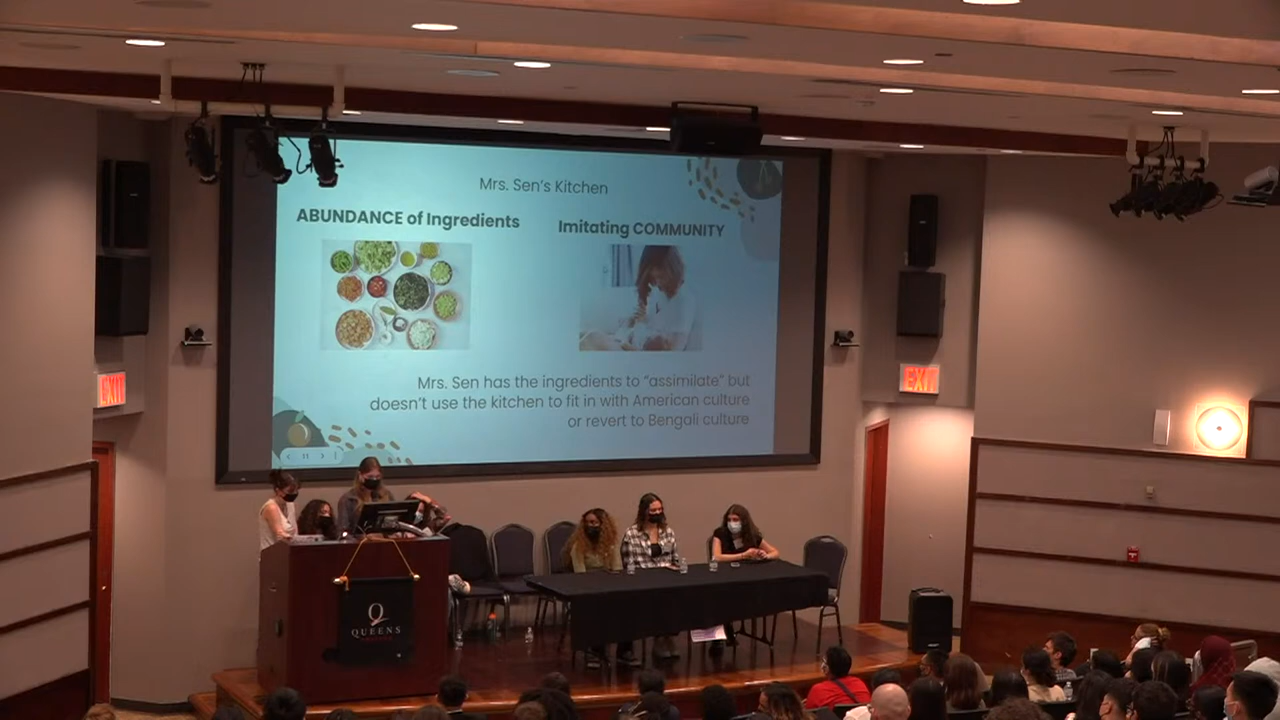 Mrs. Sen's Kitchen
ABUNDANCE of Ingredients
Imitating COMMUNITY
Mrs. Sen has the ingredients to "assimilate" but
doesn't use the kitchen to fit in with American culture
or revert to Bengali culture
11
EXIT
EXIT
Q
QUEENS